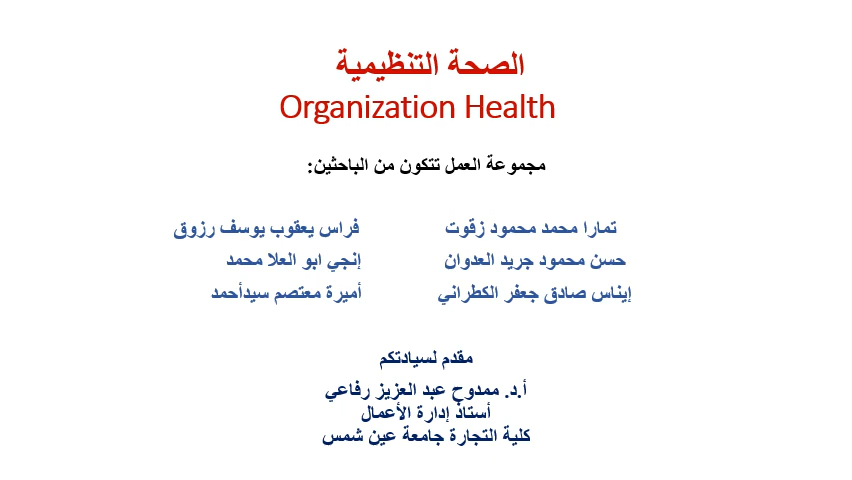 الصحة التنظيمية
Organization Health
مجموعة العمل تتكون من الباحثين:
تمارا محمد محمود زقوت فراس يعقوب يوسف رزوق
حسن محمود جريد العدوان إنجي ابو العلا محمد
إيناس صادق جعفر الكطراني أميرة معتصم سيدأحمد
مقدم لسيادتكم
أ.د. ممدوح عبد العزيز رفاعي
أستاذ إدارة الأعمال
كلية التجارة جامعة عين شمس